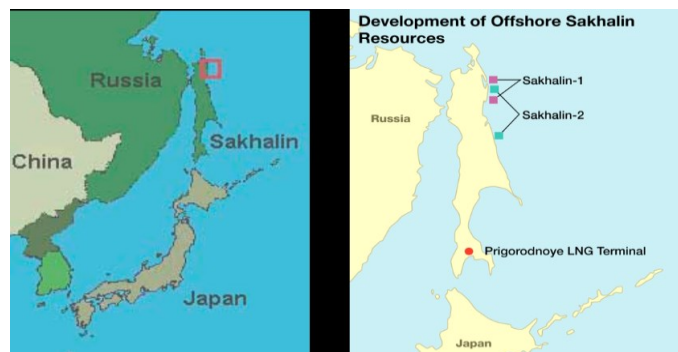 Russia
Sakhalin
China
Japan
Development of Offshore Sakhalin
Resources
Sakhalin-1
Sakhalin-2
Russia
Prigorodnoye LNG Terminal
Japan